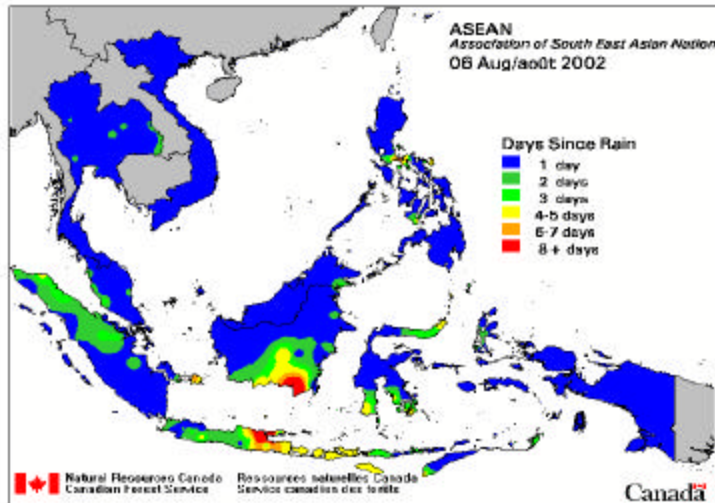 ASEAN
Association of South East Asian Nation
06 Aug/août 2002
Days Since Rain
1 day
2 days
3 days
4-5 days
6-7 days
8+ days
Natural Resources Canada
Canadian Forest Service
Ressources naturelles Canada
Service canadien des forêts
Canada